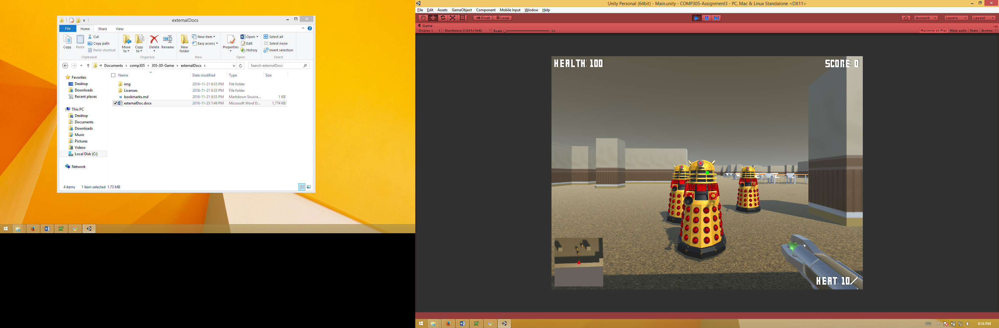 externalDocs
File Home Share View
Copy
Paste
Cut
Copy path
Paste shortcut
Clipboard
Move to
Copy to
Delete
Rename
Organize
New folder
New item
Easy access
New
Properties
Open
Edit
History
Open
Select all
Select none
Invert selection
Select
« Documents comp305 305-3D-Game externalDocs
Search externalDocs
Name Date modified Type Size
img 2016-11-21 9:35 PM File folder
Licenses 2016-11-21 9:35 PM File folder
bookmarks.md 2016-11-21 9:35 PM Markdown Source... 1 KB
externalDoc.docx 2016-11-23 7:49 PM Microsoft Word D... 1,774 KB
Favorites
Desktop
Downloads
Recent places
This PC
Desktop
Documents
Downloads
Music
Pictures
Videos
Local Disk (C:)
Network
4 items 1 item selected 1.73 MB
Unity Personal (64bit) - Main.unity - COMP305-Assignment3 - PC, Mac & Linux Standalone <DX11>
File Edit Assets GameObject Component Mobile Input Window Help
Pivot Local Account Layers Layout
Game
Display 1 Standalone (1024x768) Scale 1x Maximize on Play Mute audio Stats Gizmos
HEALTH: 100 SCORE: 0
HEAT: 10/
8:16 PM